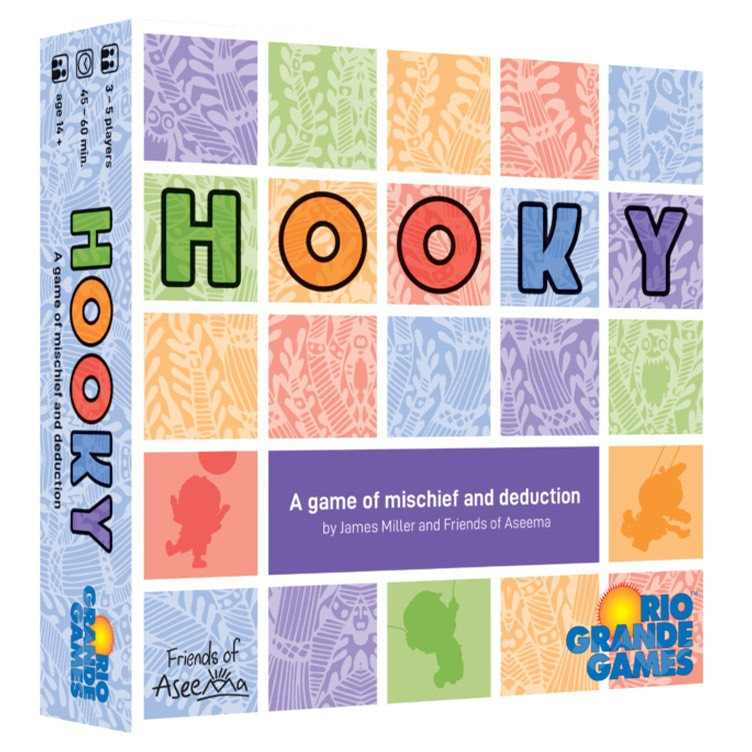 3 – 5 players
45 – 60 min.
age 14 +
HOOKY
A game of mischief and deduction
RIO
GRANDE
GAMES
HOOKY
A game of mischief and deduction
by James Miller and Friends of Aseema
Friends of
Aseema
RIO
GRANDE
GAMES